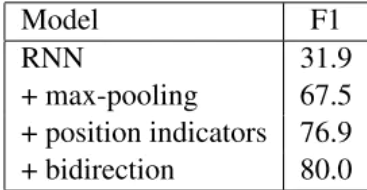 Model F1
RNN 31.9
+ max-pooling 67.5
+ position indicators 76.9
+ bidirection 80.0